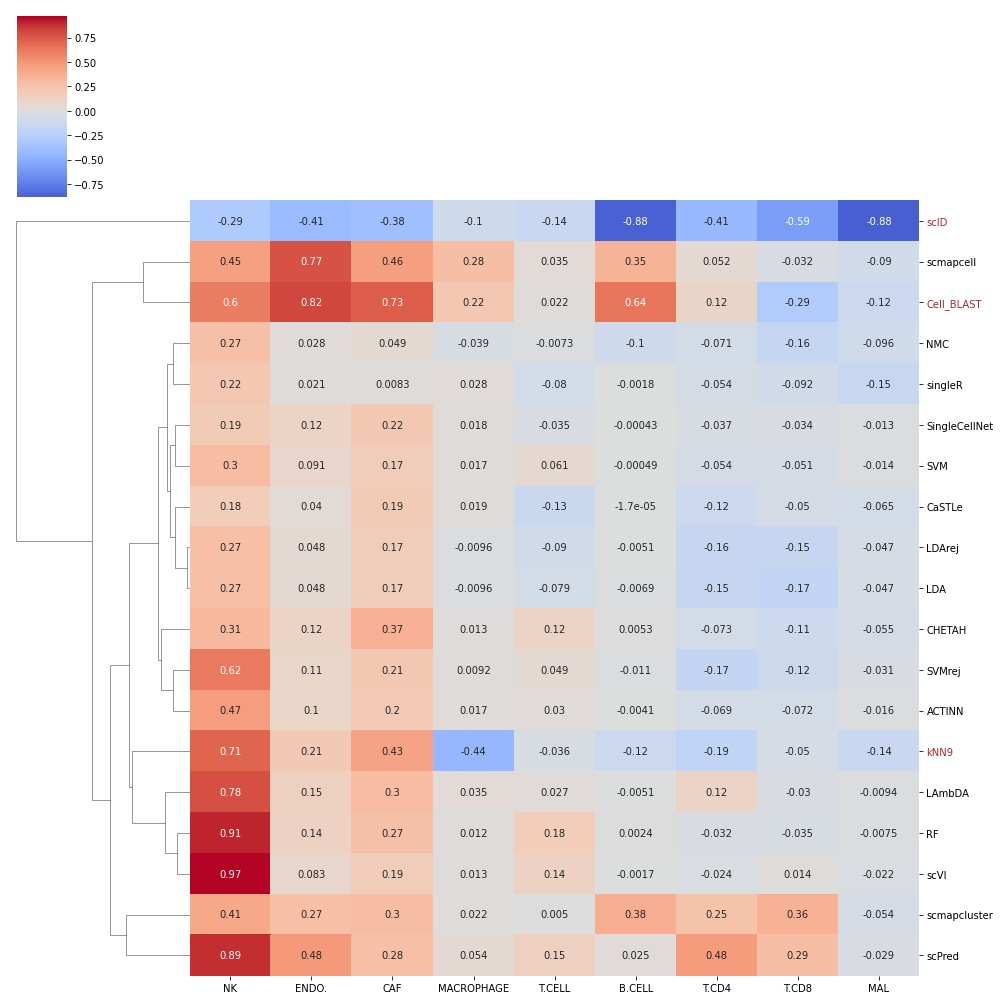 0.75
0.50
0.25
0.00
−0.25
−0.50
−0.75
-0.29 -0.41 -0.38 -0.1 -0.14 -0.88 -0.41 -0.59 -0.88 scID
0.45 0.77 0.46 0.28 0.035 0.35 0.052 -0.032 -0.09 scmapcell
0.6 0.82 0.73 0.22 0.022 0.64 0.12 -0.29 -0.12 Cell_BLAST
0.27 0.028 0.049 -0.039 -0.0073 -0.1 -0.071 -0.16 -0.096 NMC
0.22 0.021 0.0083 0.028 -0.08 -0.0018 -0.054 -0.092 -0.15 singleR
0.19 0.12 0.22 0.018 -0.035 -0.00043 -0.037 -0.034 -0.013 SingleCellNet
0.3 0.091 0.17 0.017 0.061 -0.00049 -0.054 -0.051 -0.014 SVM
0.18 0.04 0.19 0.019 -0.13 -1.7e-05 -0.12 -0.05 -0.065 CaSTLe
0.27 0.048 0.17 -0.0096 -0.09 -0.0051 -0.16 -0.15 -0.047 LDArej
0.27 0.048 0.17 -0.0096 -0.079 -0.0069 -0.15 -0.17 -0.047 LDA
0.31 0.12 0.37 0.013 0.12 0.0053 -0.073 -0.11 -0.055 CHETAH
0.62 0.11 0.21 0.0092 0.049 -0.011 -0.17 -0.12 -0.031 SVMrej
0.47 0.1 0.2 0.017 0.03 -0.0041 -0.069 -0.072 -0.016 ACTINN
0.71 0.21 0.43 -0.44 -0.036 -0.12 -0.19 -0.05 -0.14 kNN9
0.78 0.15 0.3 0.035 0.027 -0.0051 0.12 -0.03 -0.0094 LAmbDA
0.91 0.14 0.27 0.012 0.18 0.0024 -0.032 -0.035 -0.0075 RF
0.97 0.083 0.19 0.013 0.14 -0.0017 -0.024 0.014 -0.022 scVI
0.41 0.27 0.3 0.022 0.005 0.38 0.25 0.36 -0.054 scmapcluster
0.89 0.48 0.28 0.054 0.15 0.025 0.48 0.29 -0.029 scPred
NK ENDO. CAF MACROPHAGE T.CELL B.CELL T.CD4 T.CD8 MAL